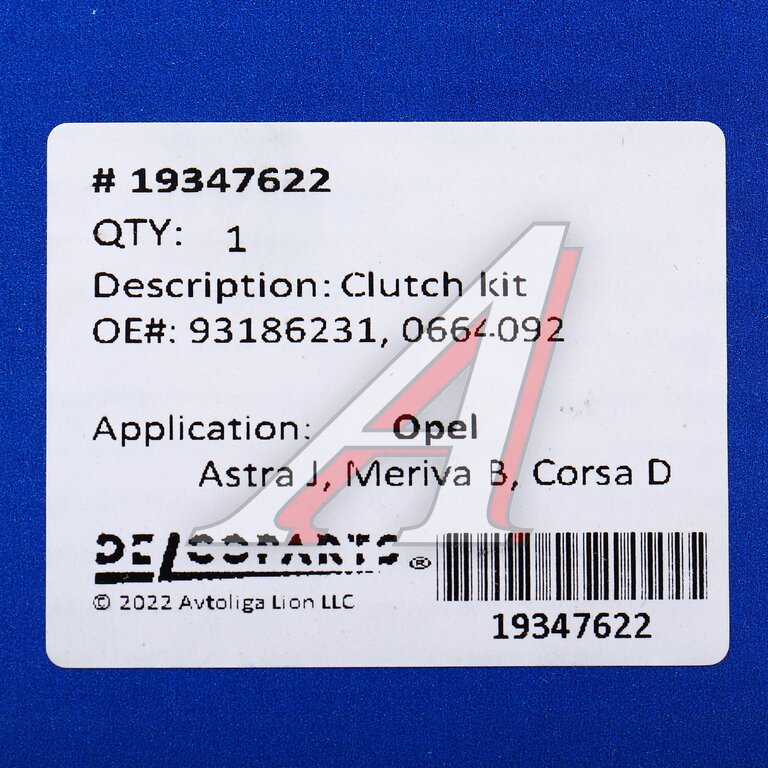 # 19347622
QTY: 1
Description: Clutch kit
OE#: 93186231, 0664092
Application: Opel
Astra J, Meriva B, Corsa D
DELCOPARTS ®
© 2022 Avtoliga Lion LLC
19347622